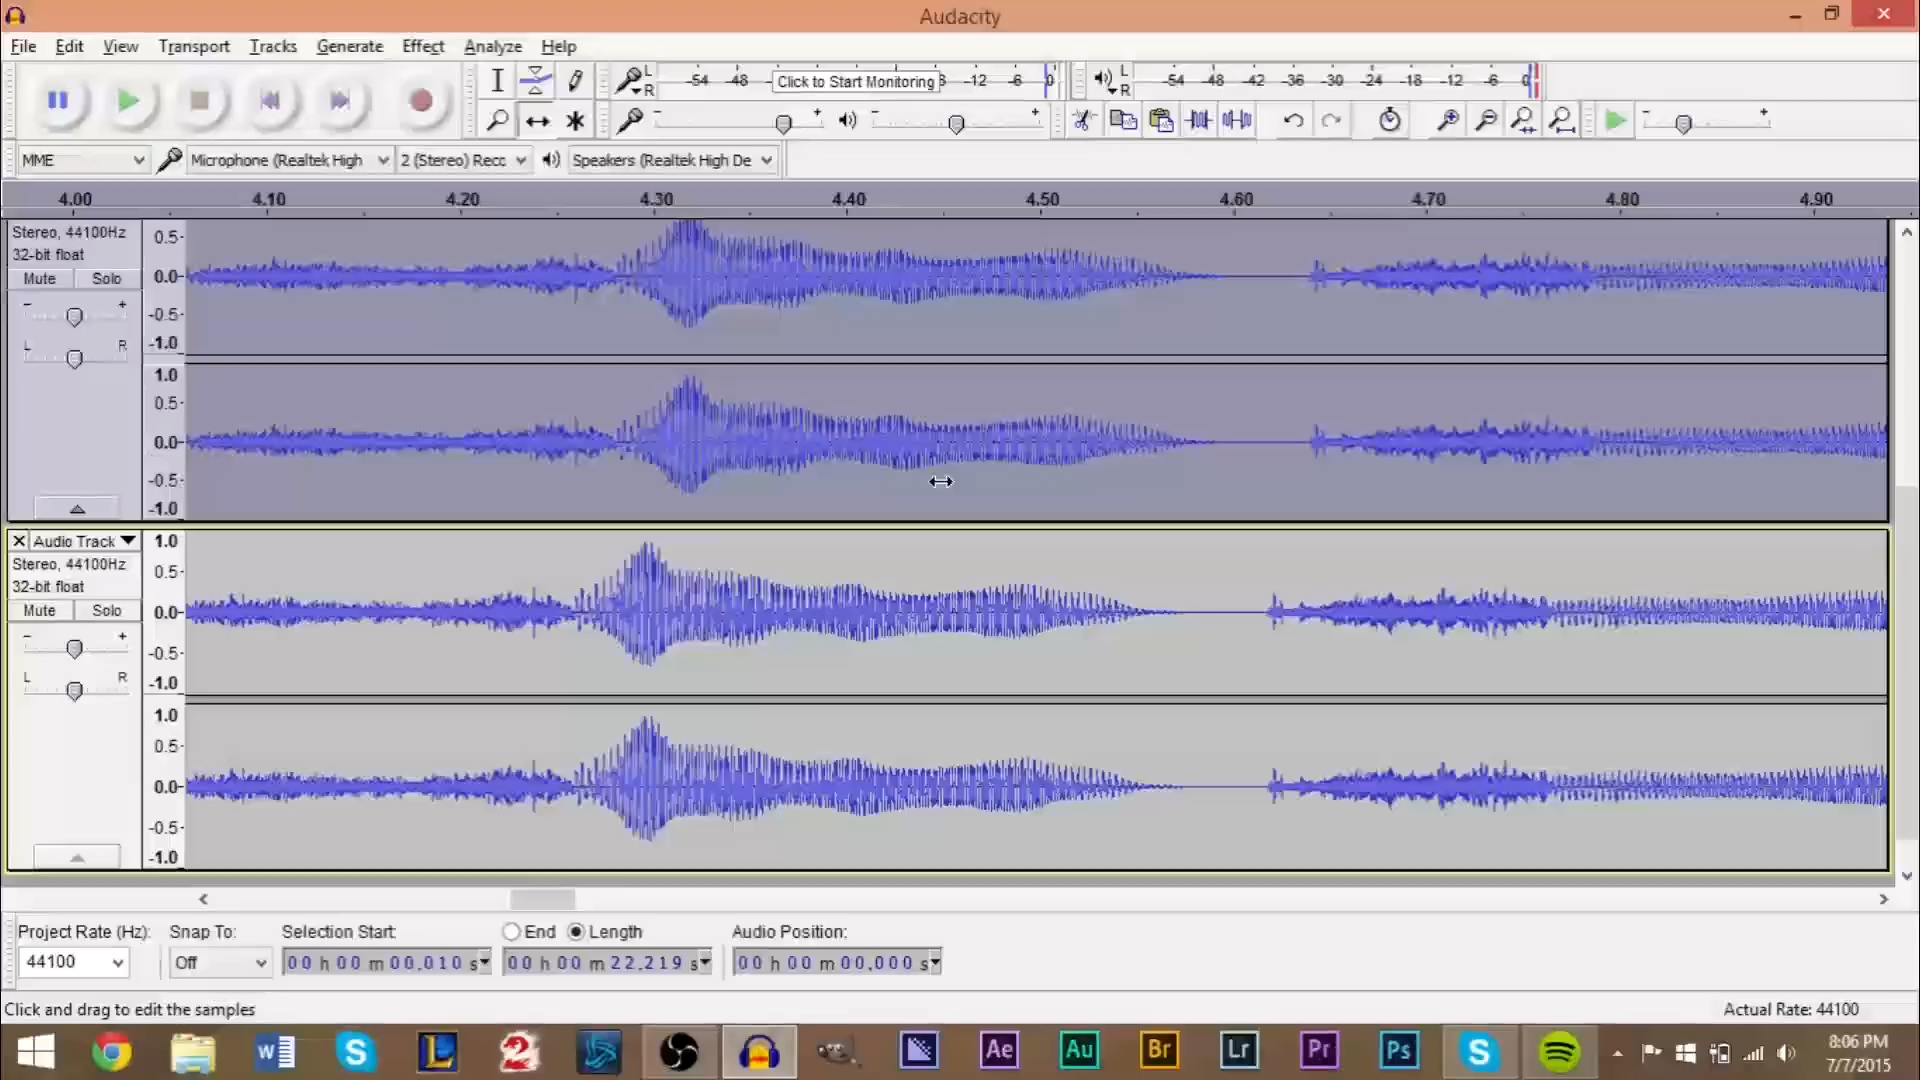 Audacity
File Edit View Transport Tracks Generate Effect Analyze Help
L R -54 -48 Click to Start Monitoring 8 -12 -6 0 L R -54 -48 -42 -36 -30 -24 -18 -12 -6 0
- + - + - +
MME Microphone (Realtek High 2 (Stereo) Recc Speakers (Realtek High De
4.00 4.10 4.20 4.30 4.40 4.50 4.60 4.70 4.80 4.90
Stereo, 44100Hz
32-bit float
Mute Solo
- +
L R
0.5
0.0
-0.5
-1.0
1.0
0.5
0.0
-0.5
-1.0
X Audio Track
Stereo, 44100Hz
32-bit float
Mute Solo
- +
L R
1.0
0.5
0.0
-0.5
-1.0
1.0
0.5
0.0
-0.5
-1.0
Project Rate (Hz): Snap To: Selection Start: End Length Audio Position:
44100 Off 00 h 00 m 00.010 s 00 h 00 m 22.219 s 00 h 00 m 00.000 s
Click and drag to edit the samples Actual Rate: 44100
W S L 2 Ae Au Br Lr Pr Ps S
8:06 PM
7/7/2015